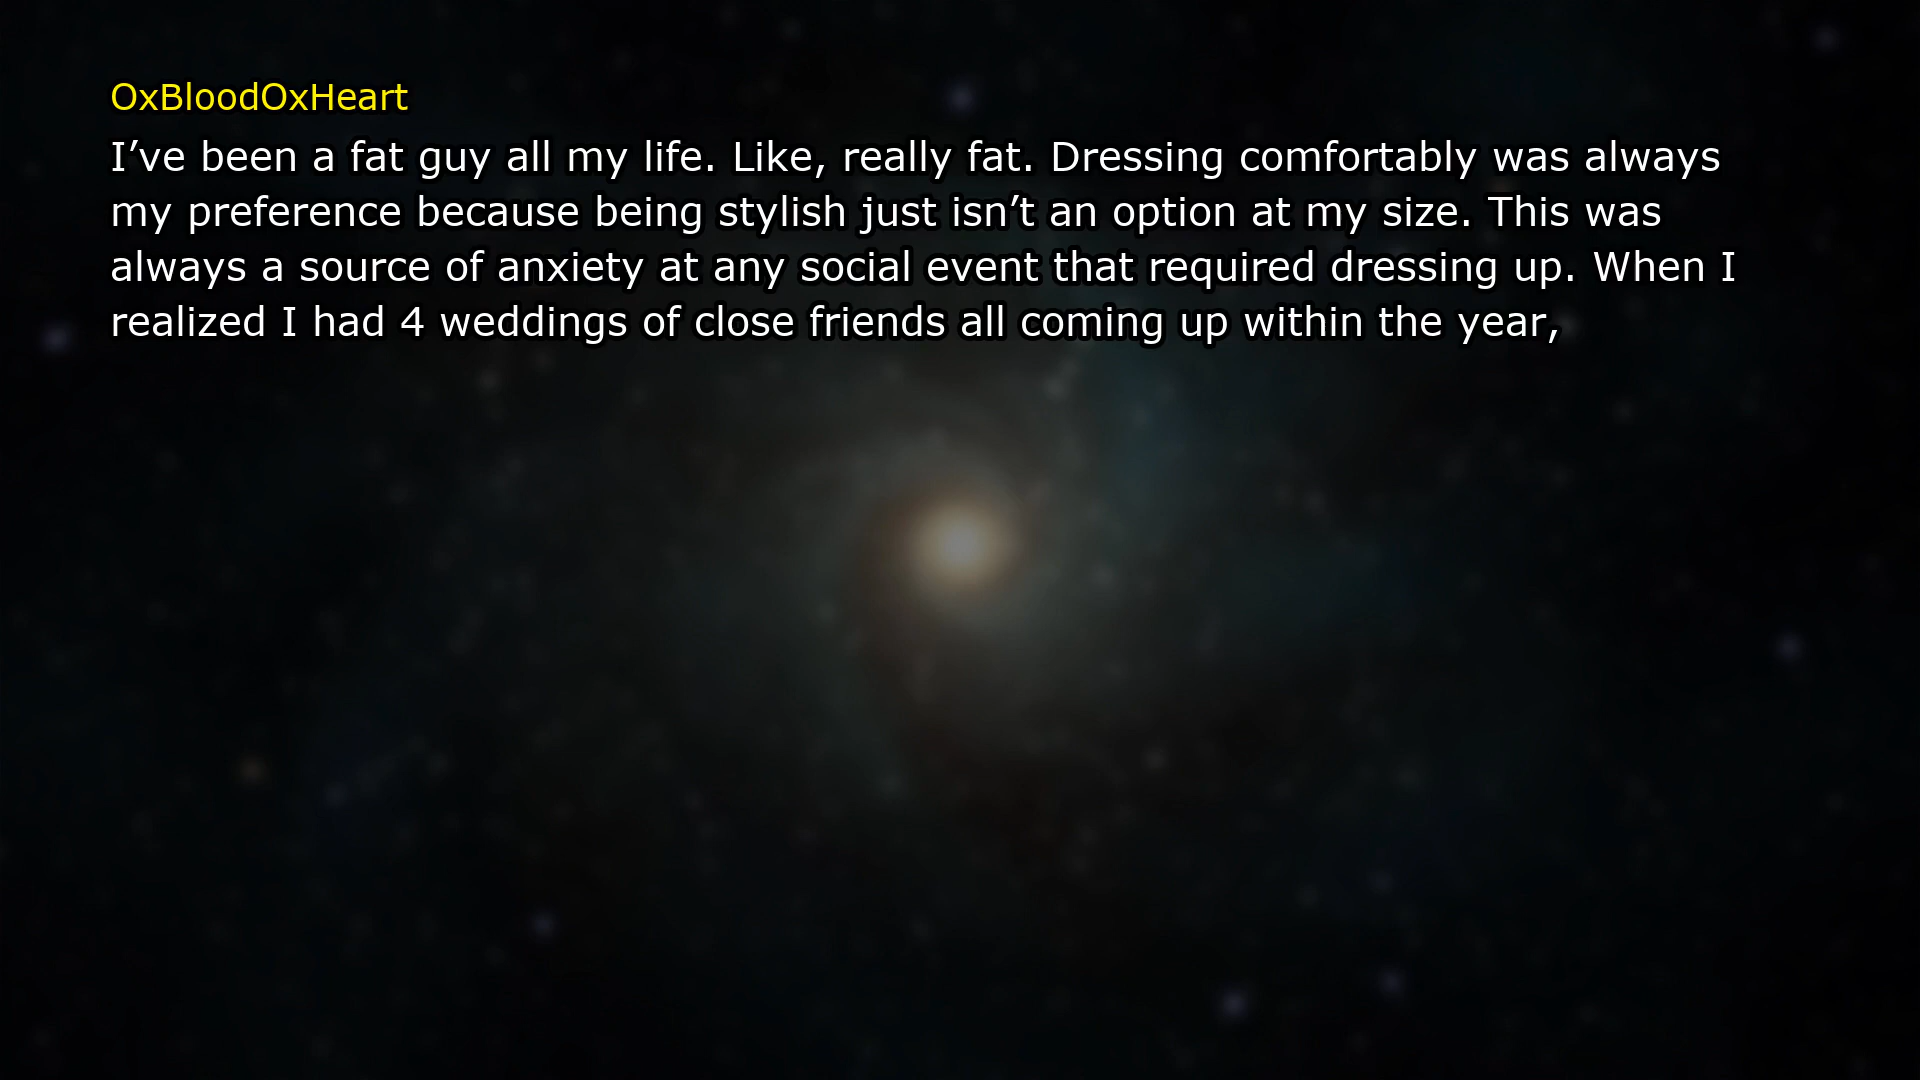 OxBloodOxHeart
I’ve been a fat guy all my life. Like, really fat. Dressing comfortably was always
my preference because being stylish just isn’t an option at my size. This was
always a source of anxiety at any social event that required dressing up. When I
realized I had 4 weddings of close friends all coming up within the year,